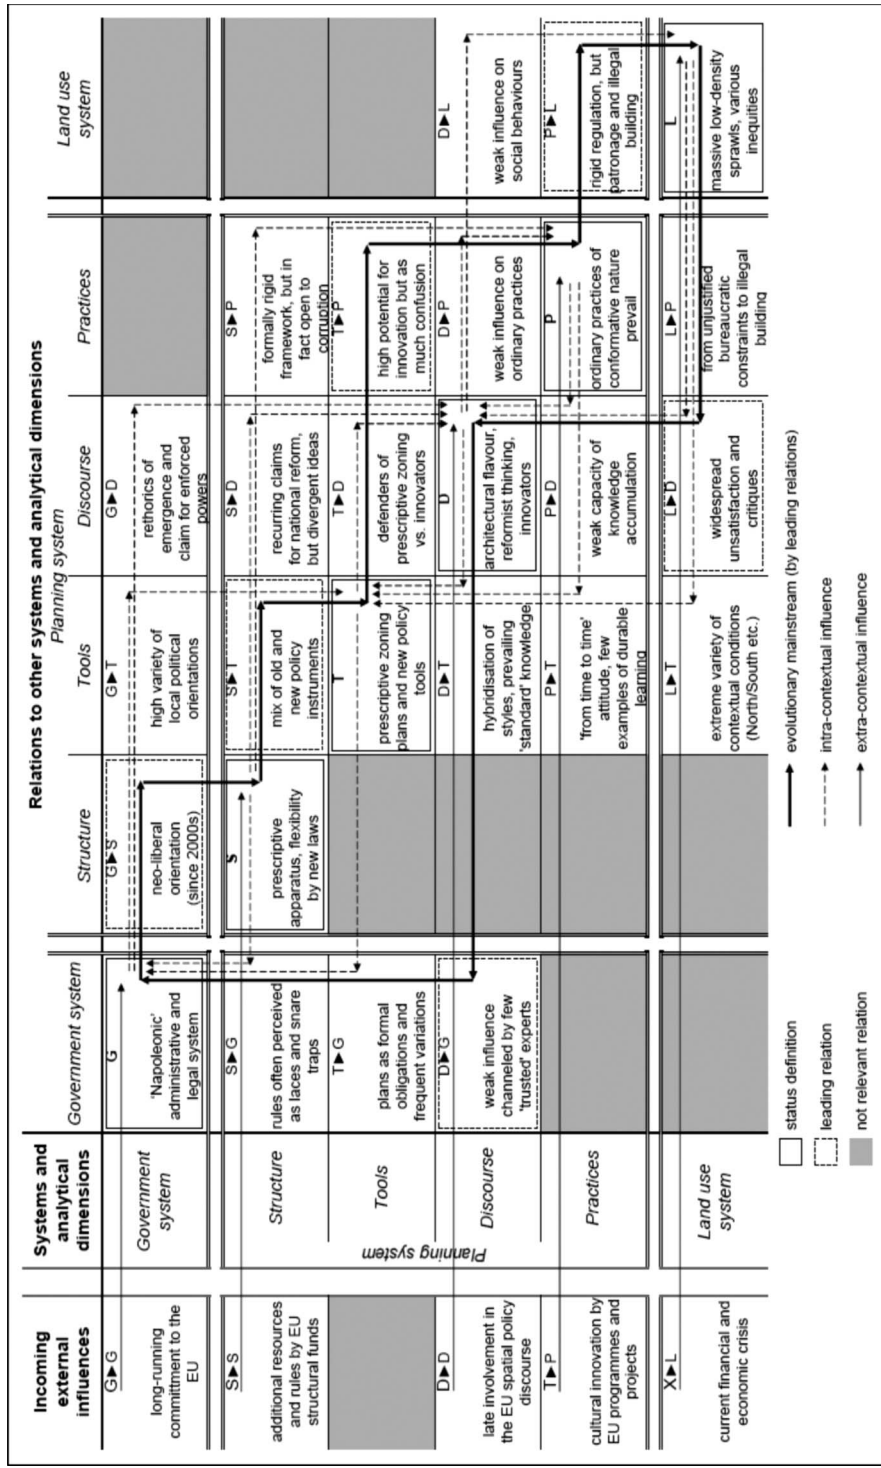 Relations to other systems and analytical dimensions
Incoming
external
influences
Systems and
analytical
dimensions
Government system
Planning system
Structure
Tools
Discourse
Practices
Land use
system
G►G
long-running
committment to the
EU
Government
system
G
'Napoleonic'
administrative and
legal system
G►S
neo-liberal
orientation
(since 2000s)
G►T
high variety of
local political
orientations
G►D
rethorics of
emergence and
claim for enforced
powers
Planning system
S►S
additional resources
and rules by EU
structural funds
Structure
S►G
rules often perceived
as laces and snare
traps
S
prescriptive
apparatus, flexibility
by new laws
S►T
mix of old and
new policy
instruments
S►D
recurring claims
for national reform,
but divergent ideas
S►P
formally rigid
framework, but in
fact open to
corruption
Tools
T►G
plans as formal
obligations and
frequent variations
T
prescriptive zoning
plans and new policy
tools
T►D
defenders of
prescriptive zoning
vs. innovators
T►P
high potential for
innovation but as
much confusion
D►D
late involvement in
the EU spatial policy
discourse
Discourse
D►G
weak influence
channeled by few
'trusted' experts
D►T
hybridisation of
styles, prevailing
'standard' knowledge
D
architectural flavour,
reformist thinking,
innovators
D►P
weak influence on
ordinary practices
D►L
weak influence on
social behaviours
T►P
cultural innovation by
EU programmes and
projects
Practices
P►T
'from time to time'
attitude, few
examples of durable
learning
P►D
weak capacity of
knowledge
accumulation
P
ordinary practices of
conformative nature
prevail
P►L
rigid regulation, but
patronage and illegal
building
X►L
current financial and
economic crisis
Land use
system
L►T
extreme variety of
contextual conditions
(North/South etc.)
L►D
widespread
unsatisfaction and
critiques
L►P
from unjustified
bureaucratic
constraints to illegal
building
L
massive low-density
sprawls, various
inequities
status definition
leading relation
not relevant relation
evolutionary mainstream (by leading relations)
intra-contextual influence
extra-contextual influence